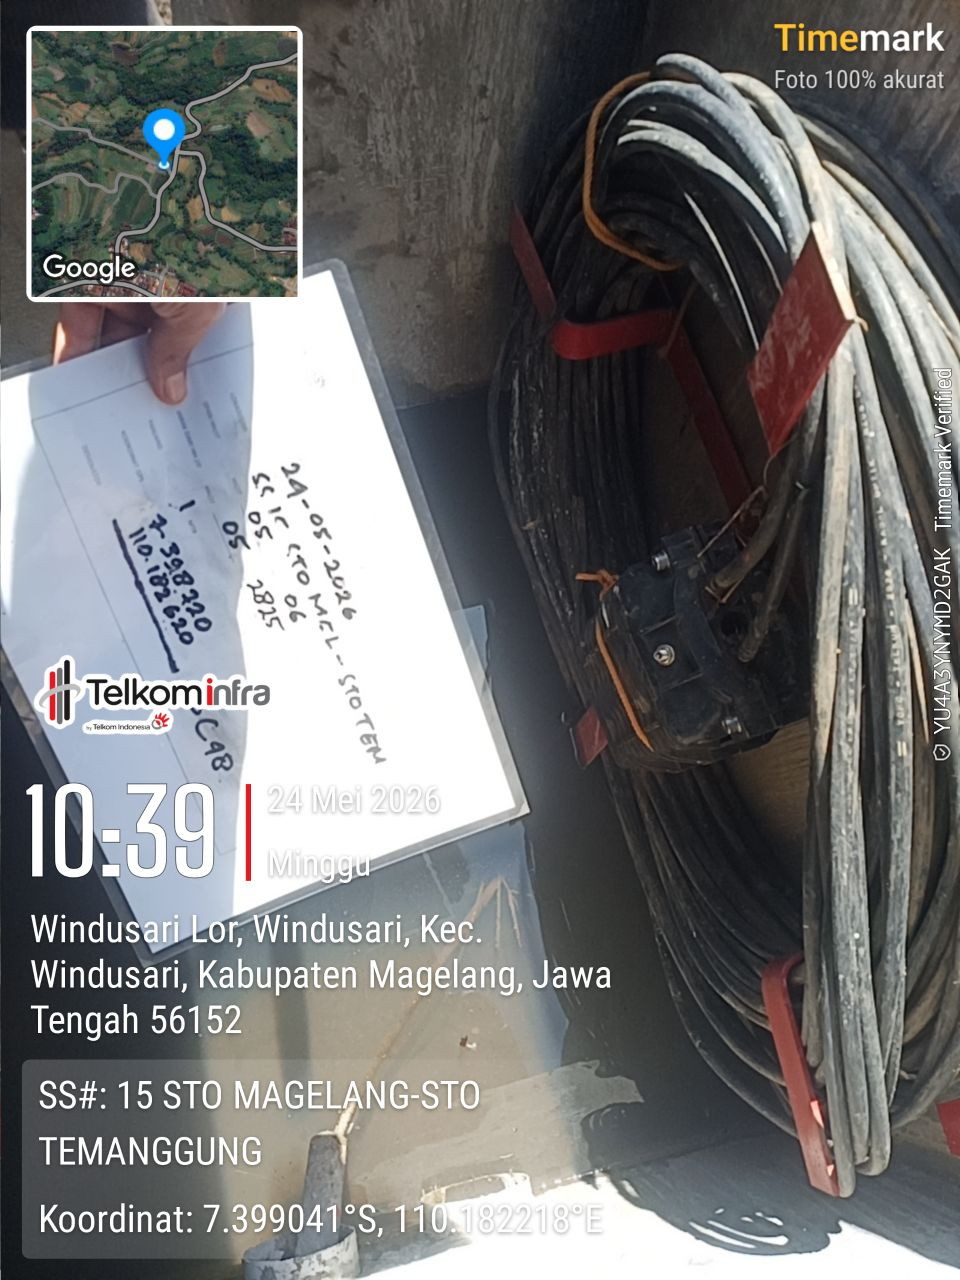 Timemark
Foto 100% akurat
Google
24-05-2026
SS 15 STO MGL-STO TEM
05 06
05 2825
1
7.398220
110.182620
C48
Telkominfra
by Telkom Indonesia
10:39
24 Mei 2026
Minggu
Windusari Lor, Windusari, Kec.
Windusari, Kabupaten Magelang, Jawa
Tengah 56152
SS#: 15 STO MAGELANG-STO
TEMANGGUNG
Koordinat: 7.399041°S, 110.182218°E
YU4A3YNYMD2GAK Timemark Verified